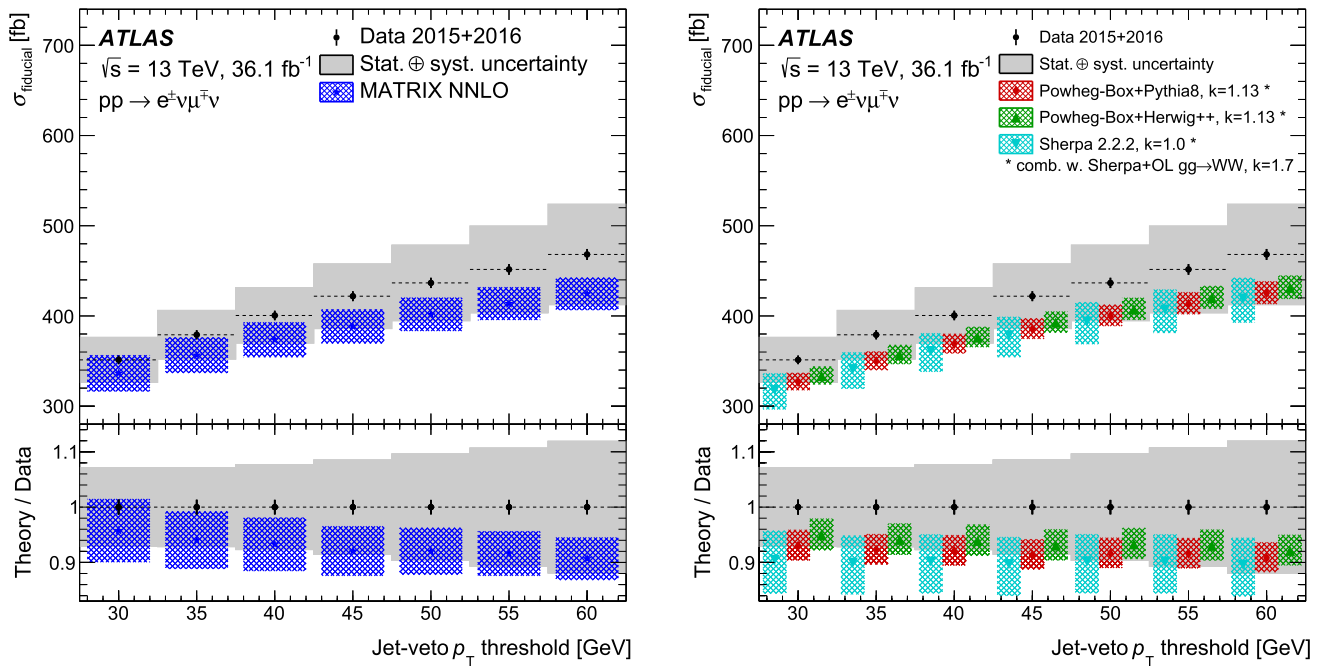 ATLAS
√s = 13 TeV, 36.1 fb⁻¹
pp → e±νμ∓ν
Data 2015+2016
Stat. ⊕ syst. uncertainty
MATRIX NNLO
σfiducial [fb]
700
600
500
400
300
Theory / Data
1.1
1
0.9
30 35 40 45 50 55 60
Jet-veto pT threshold [GeV]
ATLAS
√s = 13 TeV, 36.1 fb⁻¹
pp → e±νμ∓ν
Data 2015+2016
Stat. ⊕ syst. uncertainty
Powheg-Box+Pythia8, k=1.13 *
Powheg-Box+Herwig++, k=1.13 *
Sherpa 2.2.2, k=1.0 *
* comb. w. Sherpa+OL gg→WW, k=1.7
σfiducial [fb]
700
600
500
400
300
Theory / Data
1.1
1
0.9
30 35 40 45 50 55 60
Jet-veto pT threshold [GeV]